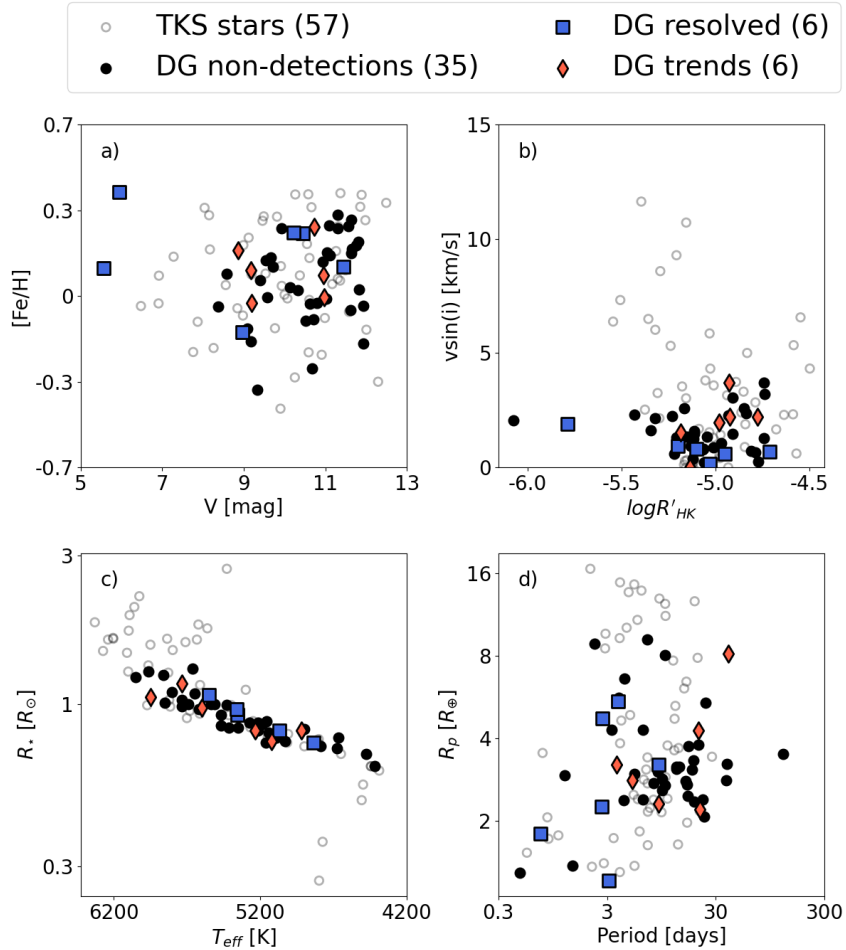 TKS stars (57)
DG non-detections (35)
DG resolved (6)
DG trends (6)
a)
0.7
0.3
0
-0.3
-0.7
[Fe/H]
5 7 9 11 13
V [mag]
b)
15
10
5
0
vsin(i) [km/s]
-6.0 -5.5 -5.0 -4.5
logR'HK
c)
3
1
0.3
R⋆ [R⊙]
6200 5200 4200
Teff [K]
d)
16
8
4
2
Rp [R⊕]
0.3 3 30 300
Period [days]